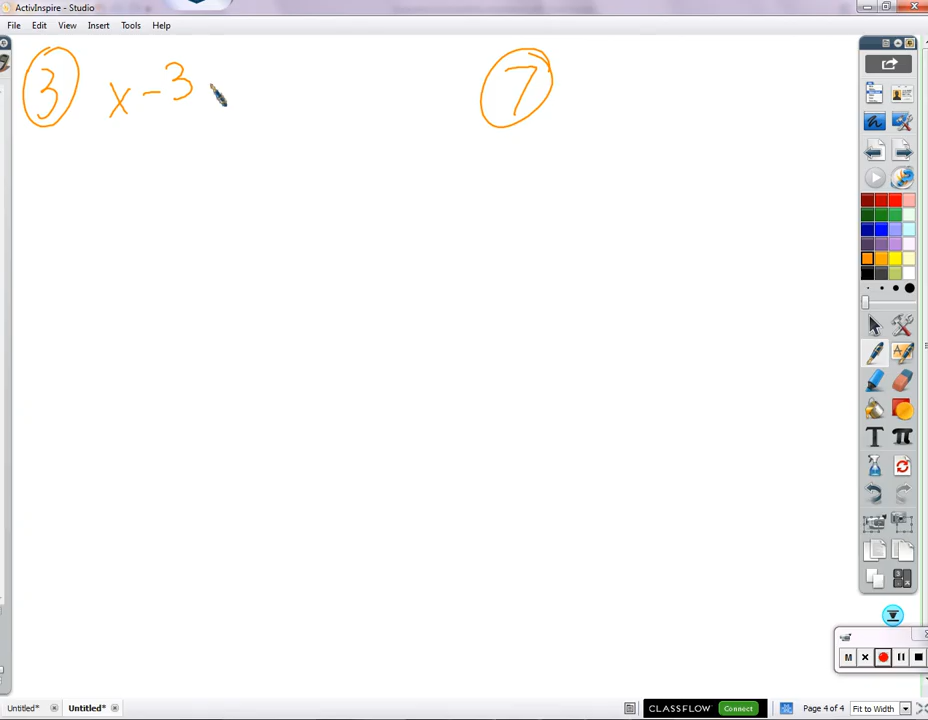 ActivInspire - Studio
File Edit View Insert Tools Help
3 x - 3 7
T π
M
Untitled* Untitled* CLASSFLOW Connect Page 4 of 4 Fit to Width